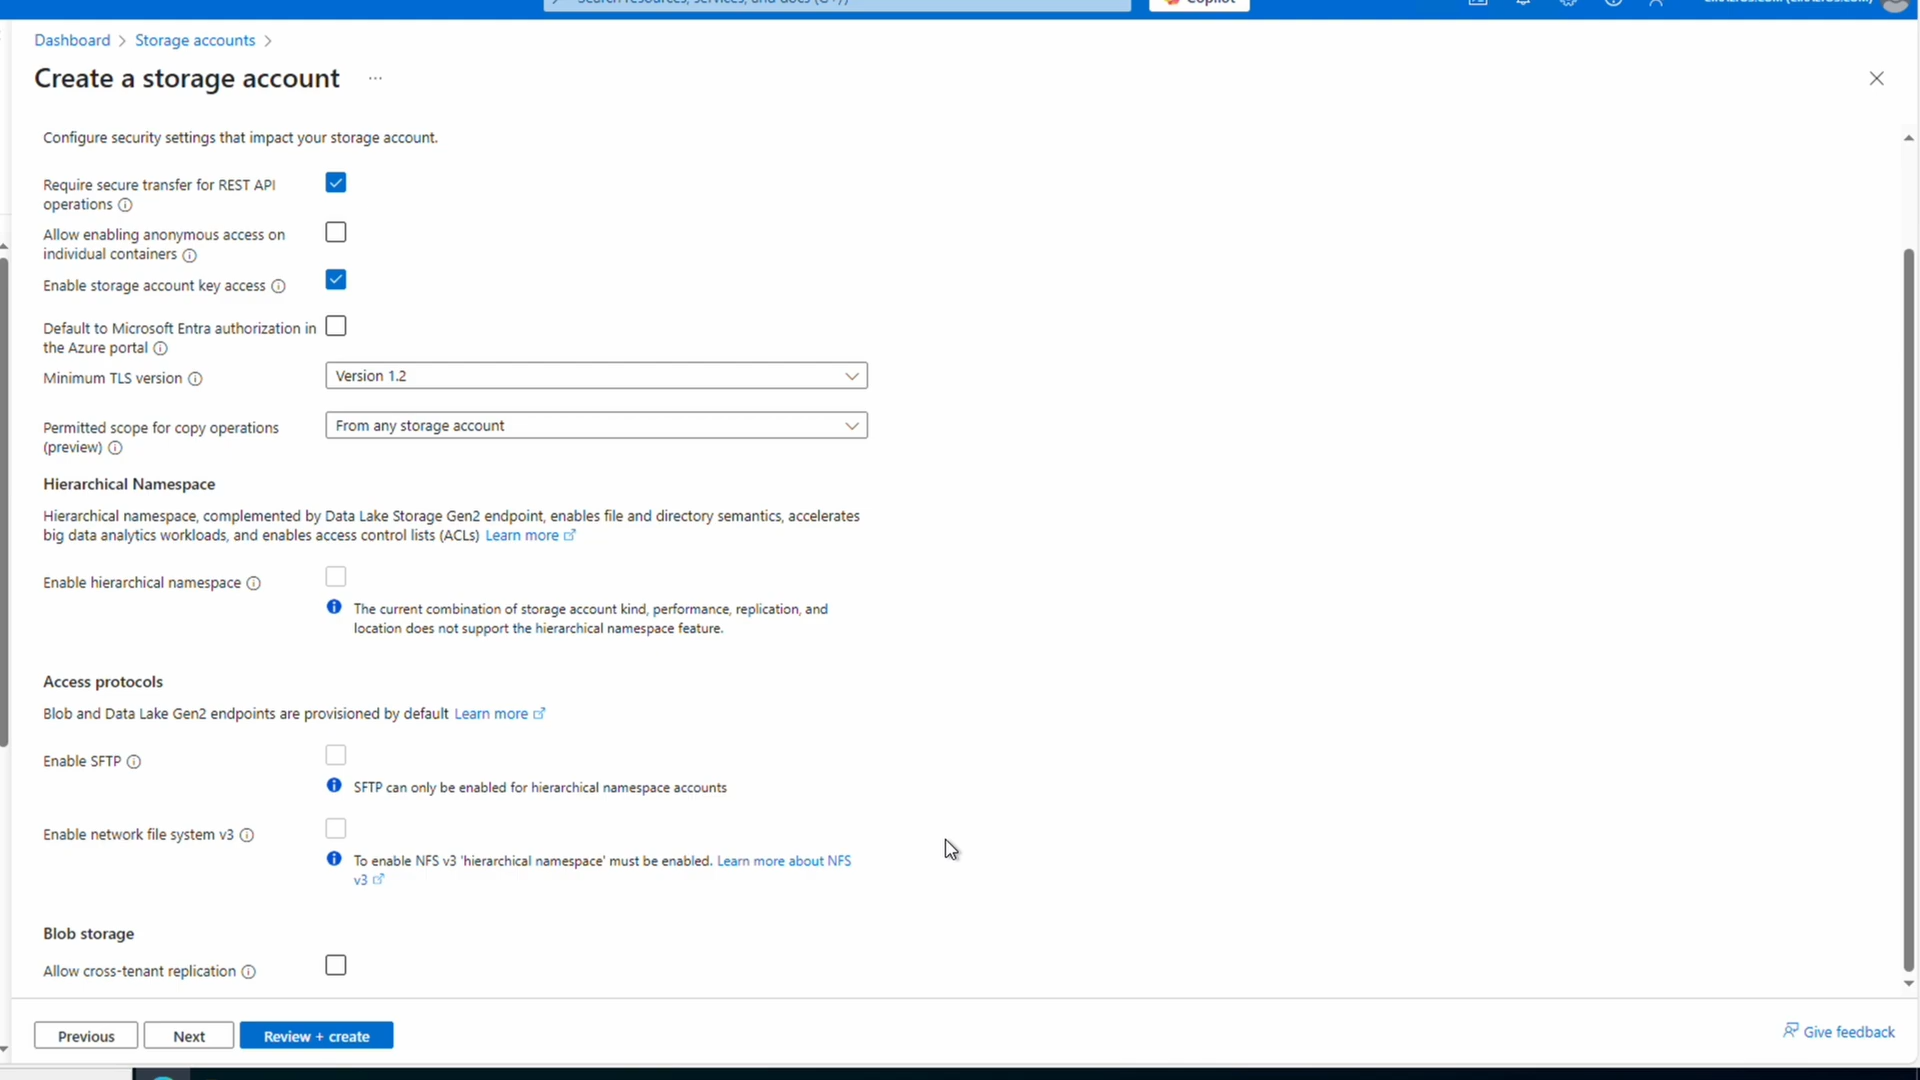 Search resources, services, and docs (G+/)
Copilot
Dashboard > Storage accounts >
Create a storage account ...
Configure security settings that impact your storage account.
Require secure transfer for REST API
operations
Allow enabling anonymous access on
individual containers
Enable storage account key access
Default to Microsoft Entra authorization in
the Azure portal
Minimum TLS version
Version 1.2
Permitted scope for copy operations
(preview)
From any storage account
Hierarchical Namespace
Hierarchical namespace, complemented by Data Lake Storage Gen2 endpoint, enables file and directory semantics, accelerates
big data analytics workloads, and enables access control lists (ACLs) Learn more
Enable hierarchical namespace
The current combination of storage account kind, performance, replication, and
location does not support the hierarchical namespace feature.
Access protocols
Blob and Data Lake Gen2 endpoints are provisioned by default Learn more
Enable SFTP
SFTP can only be enabled for hierarchical namespace accounts
Enable network file system v3
To enable NFS v3 'hierarchical namespace' must be enabled. Learn more about NFS
v3
Blob storage
Allow cross-tenant replication
Previous
Next
Review + create
Give feedback